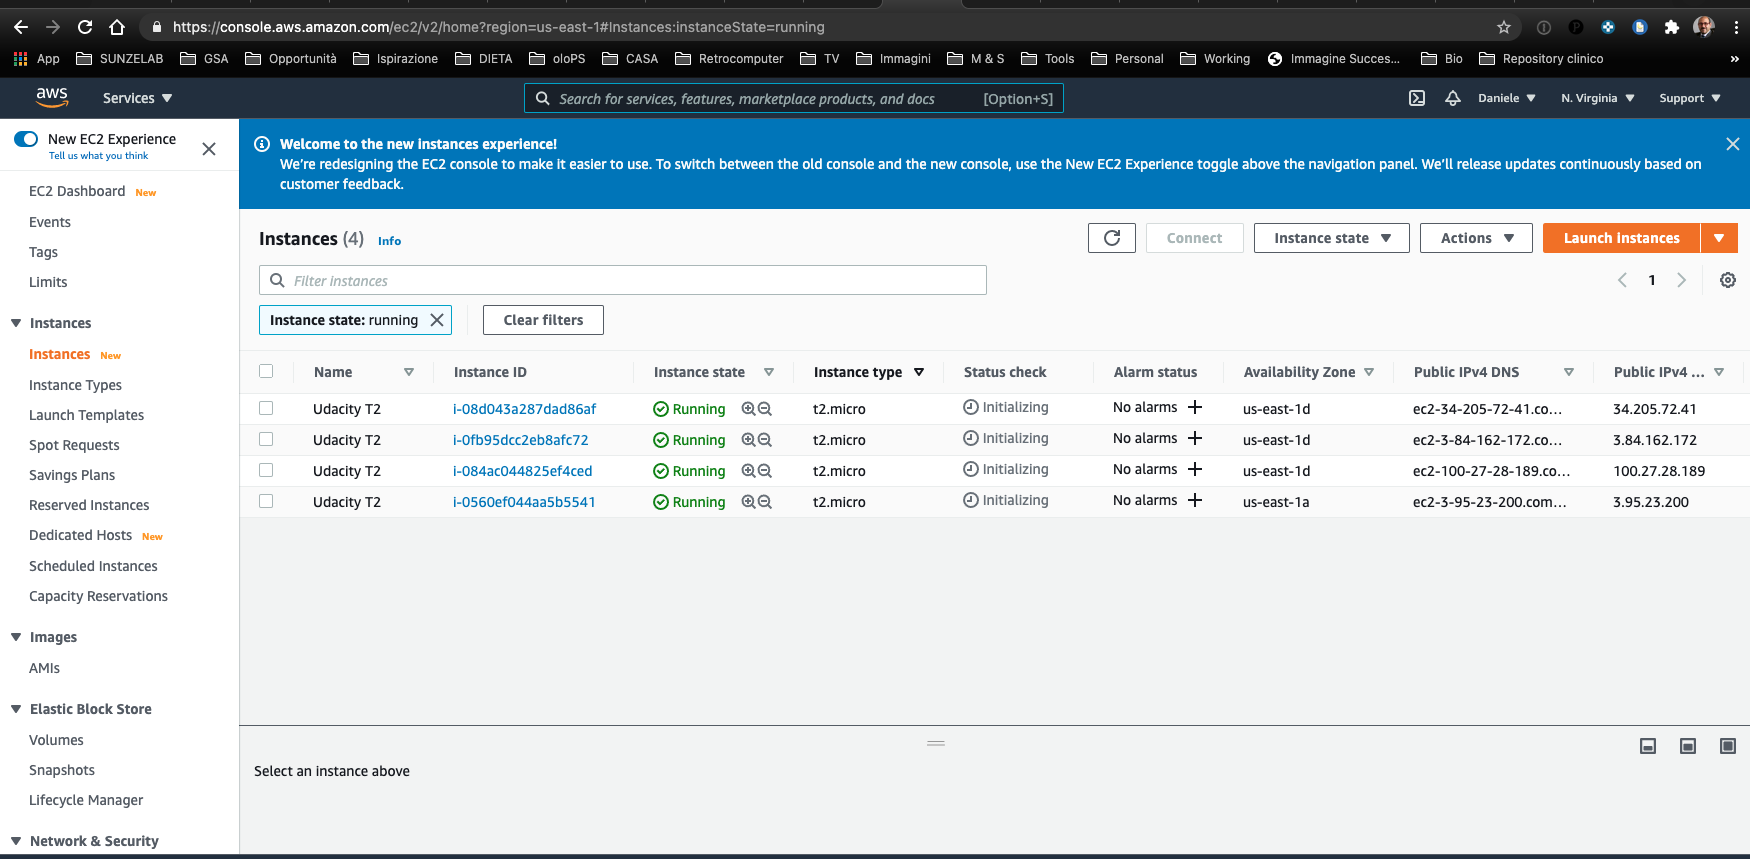 https://console.aws.amazon.com/ec2/v2/home?region=us-east-1#Instances:instanceState=running
App SUNZELAB GSA Opportunità Ispirazione DIETA oloPS CASA Retrocomputer TV Immagini M & S Tools Personal Working Immagine Succes... Bio Repository clinico »
aws Services Search for services, features, marketplace products, and docs [Option+S] Daniele N. Virginia Support
New EC2 Experience
Tell us what you think
EC2 Dashboard New
Events
Tags
Limits
Instances
Instances New
Instance Types
Launch Templates
Spot Requests
Savings Plans
Reserved Instances
Dedicated Hosts New
Scheduled Instances
Capacity Reservations
Images
AMIs
Elastic Block Store
Volumes
Snapshots
Lifecycle Manager
Network & Security
Welcome to the new instances experience!
We're redesigning the EC2 console to make it easier to use. To switch between the old console and the new console, use the New EC2 Experience toggle above the navigation panel. We'll release updates continuously based on
customer feedback.
Instances (4) Info Connect Instance state Actions Launch instances
Filter instances 1
Instance state: running Clear filters
Name Instance ID Instance state Instance type Status check Alarm status Availability Zone Public IPv4 DNS Public IPv4 ...
Udacity T2 i-08d043a287dad86af Running t2.micro Initializing No alarms + us-east-1d ec2-34-205-72-41.co... 34.205.72.41
Udacity T2 i-0fb95dcc2eb8afc72 Running t2.micro Initializing No alarms + us-east-1d ec2-3-84-162-172.co... 3.84.162.172
Udacity T2 i-084ac044825ef4ced Running t2.micro Initializing No alarms + us-east-1d ec2-100-27-28-189.co... 100.27.28.189
Udacity T2 i-0560ef044aa5b5541 Running t2.micro Initializing No alarms + us-east-1a ec2-3-95-23-200.com... 3.95.23.200
Select an instance above